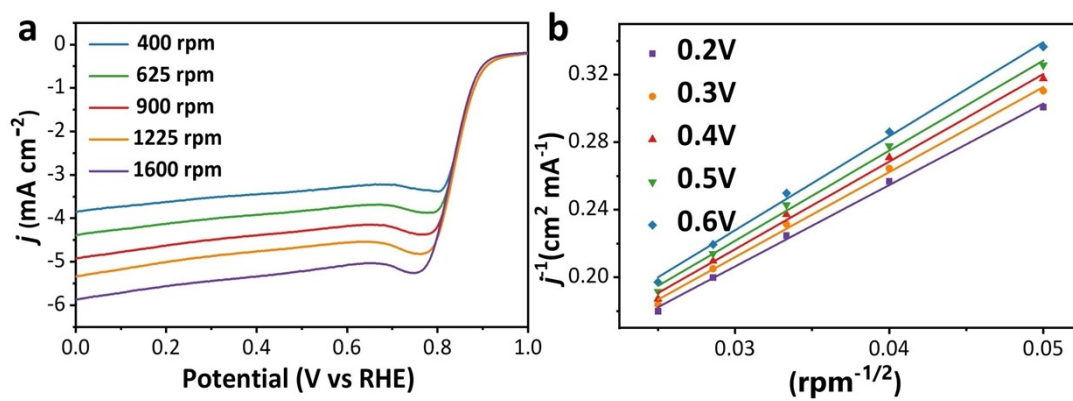 a
400 rpm
625 rpm
900 rpm
1225 rpm
1600 rpm
j (mA cm⁻²)
0
-1
-2
-3
-4
-5
-6
0.0 0.2 0.4 0.6 0.8 1.0
Potential (V vs RHE)
b
0.2V
0.3V
0.4V
0.5V
0.6V
j⁻¹(cm² mA⁻¹)
0.32
0.28
0.24
0.20
0.03 0.04 0.05
(rpm⁻¹/²)